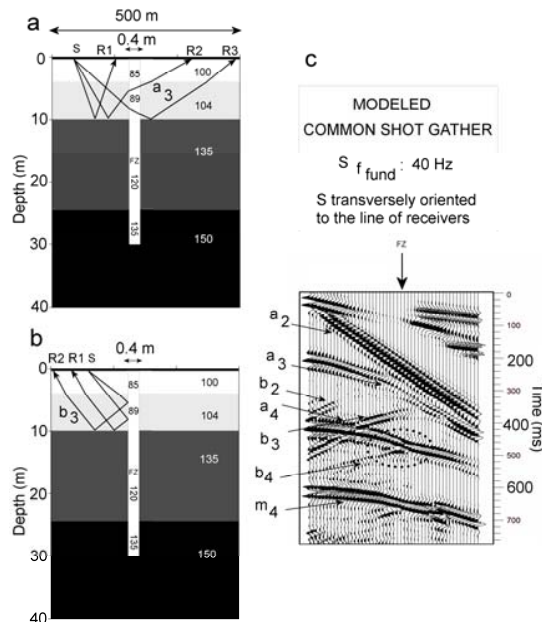 a
500 m
0.4 m
S R1 R2 R3
0
85
100
a3
89
104
10
135
FZ
120
20
135
150
30
40
Depth (m)
b
0.4 m
R2 R1 S
0
85
100
b3
89
104
10
135
FZ
120
20
135
150
30
40
Depth (m)
c
MODELED
COMMON SHOT GATHER
S f fund : 40 Hz
S transversely oriented
to the line of receivers
FZ
0
a2
100
200
200
a3
300
b2
a4
400
400
b3
500
b4
600
600
m4
700
(ms)